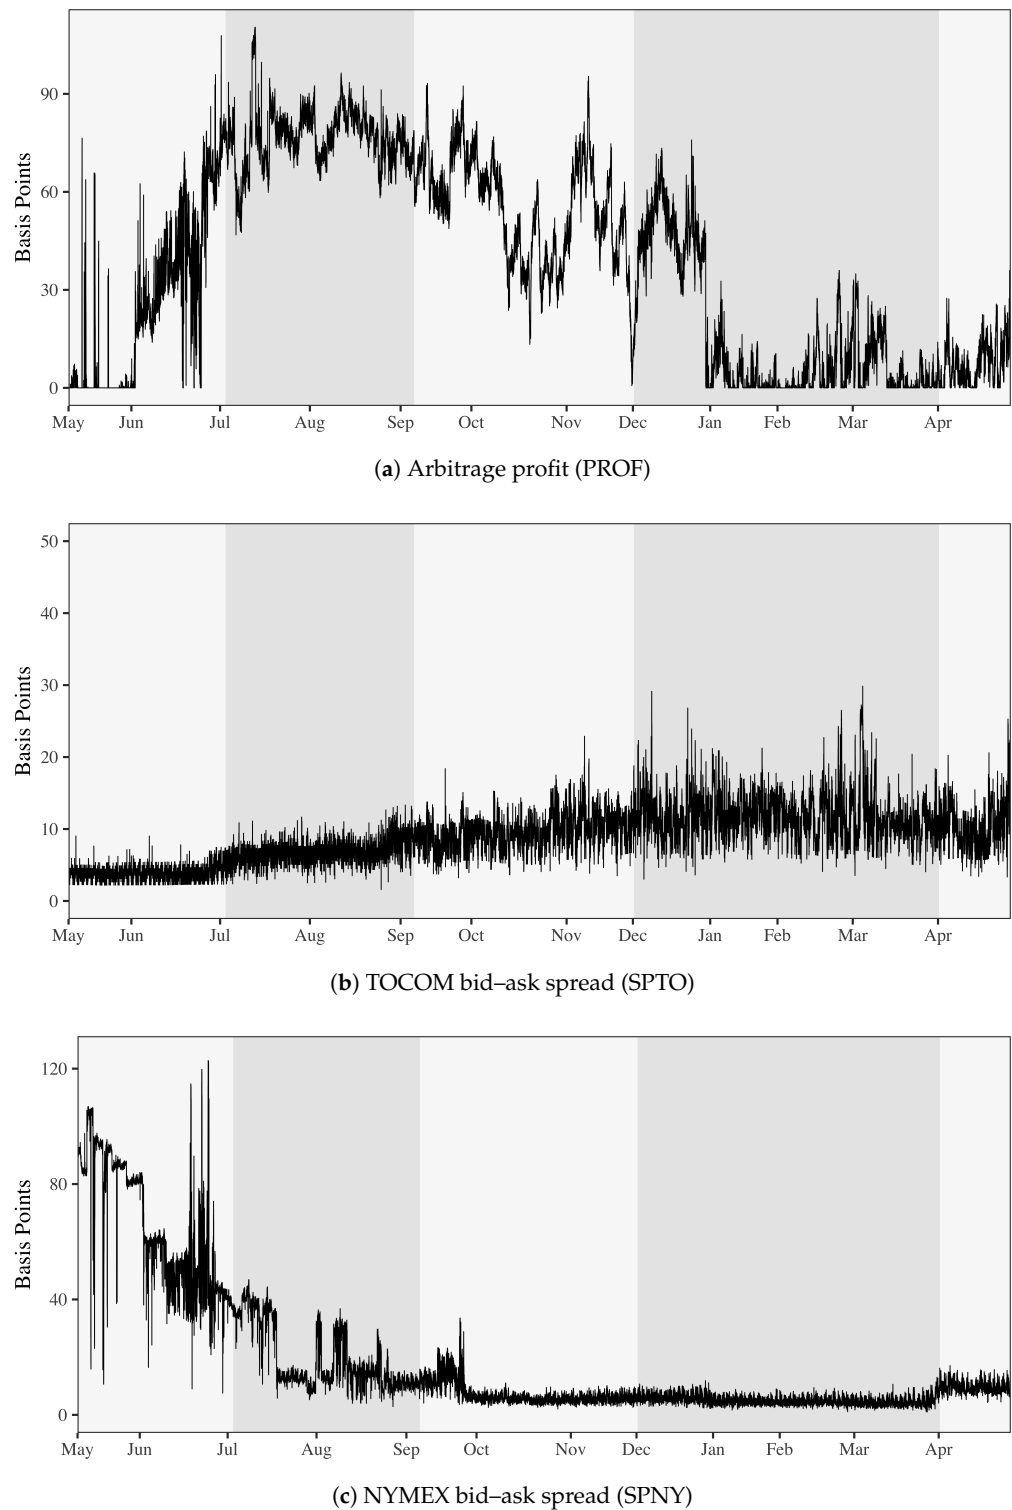 90
60
30
0
Basis Points
May Jun Jul Aug Sep Oct Nov Dec Jan Feb Mar Apr
(a) Arbitrage profit (PROF)
50
40
30
20
10
0
Basis Points
May Jun Jul Aug Sep Oct Nov Dec Jan Feb Mar Apr
(b) TOCOM bid–ask spread (SPTO)
120
80
40
0
Basis Points
May Jun Jul Aug Sep Oct Nov Dec Jan Feb Mar Apr
(c) NYMEX bid–ask spread (SPNY)